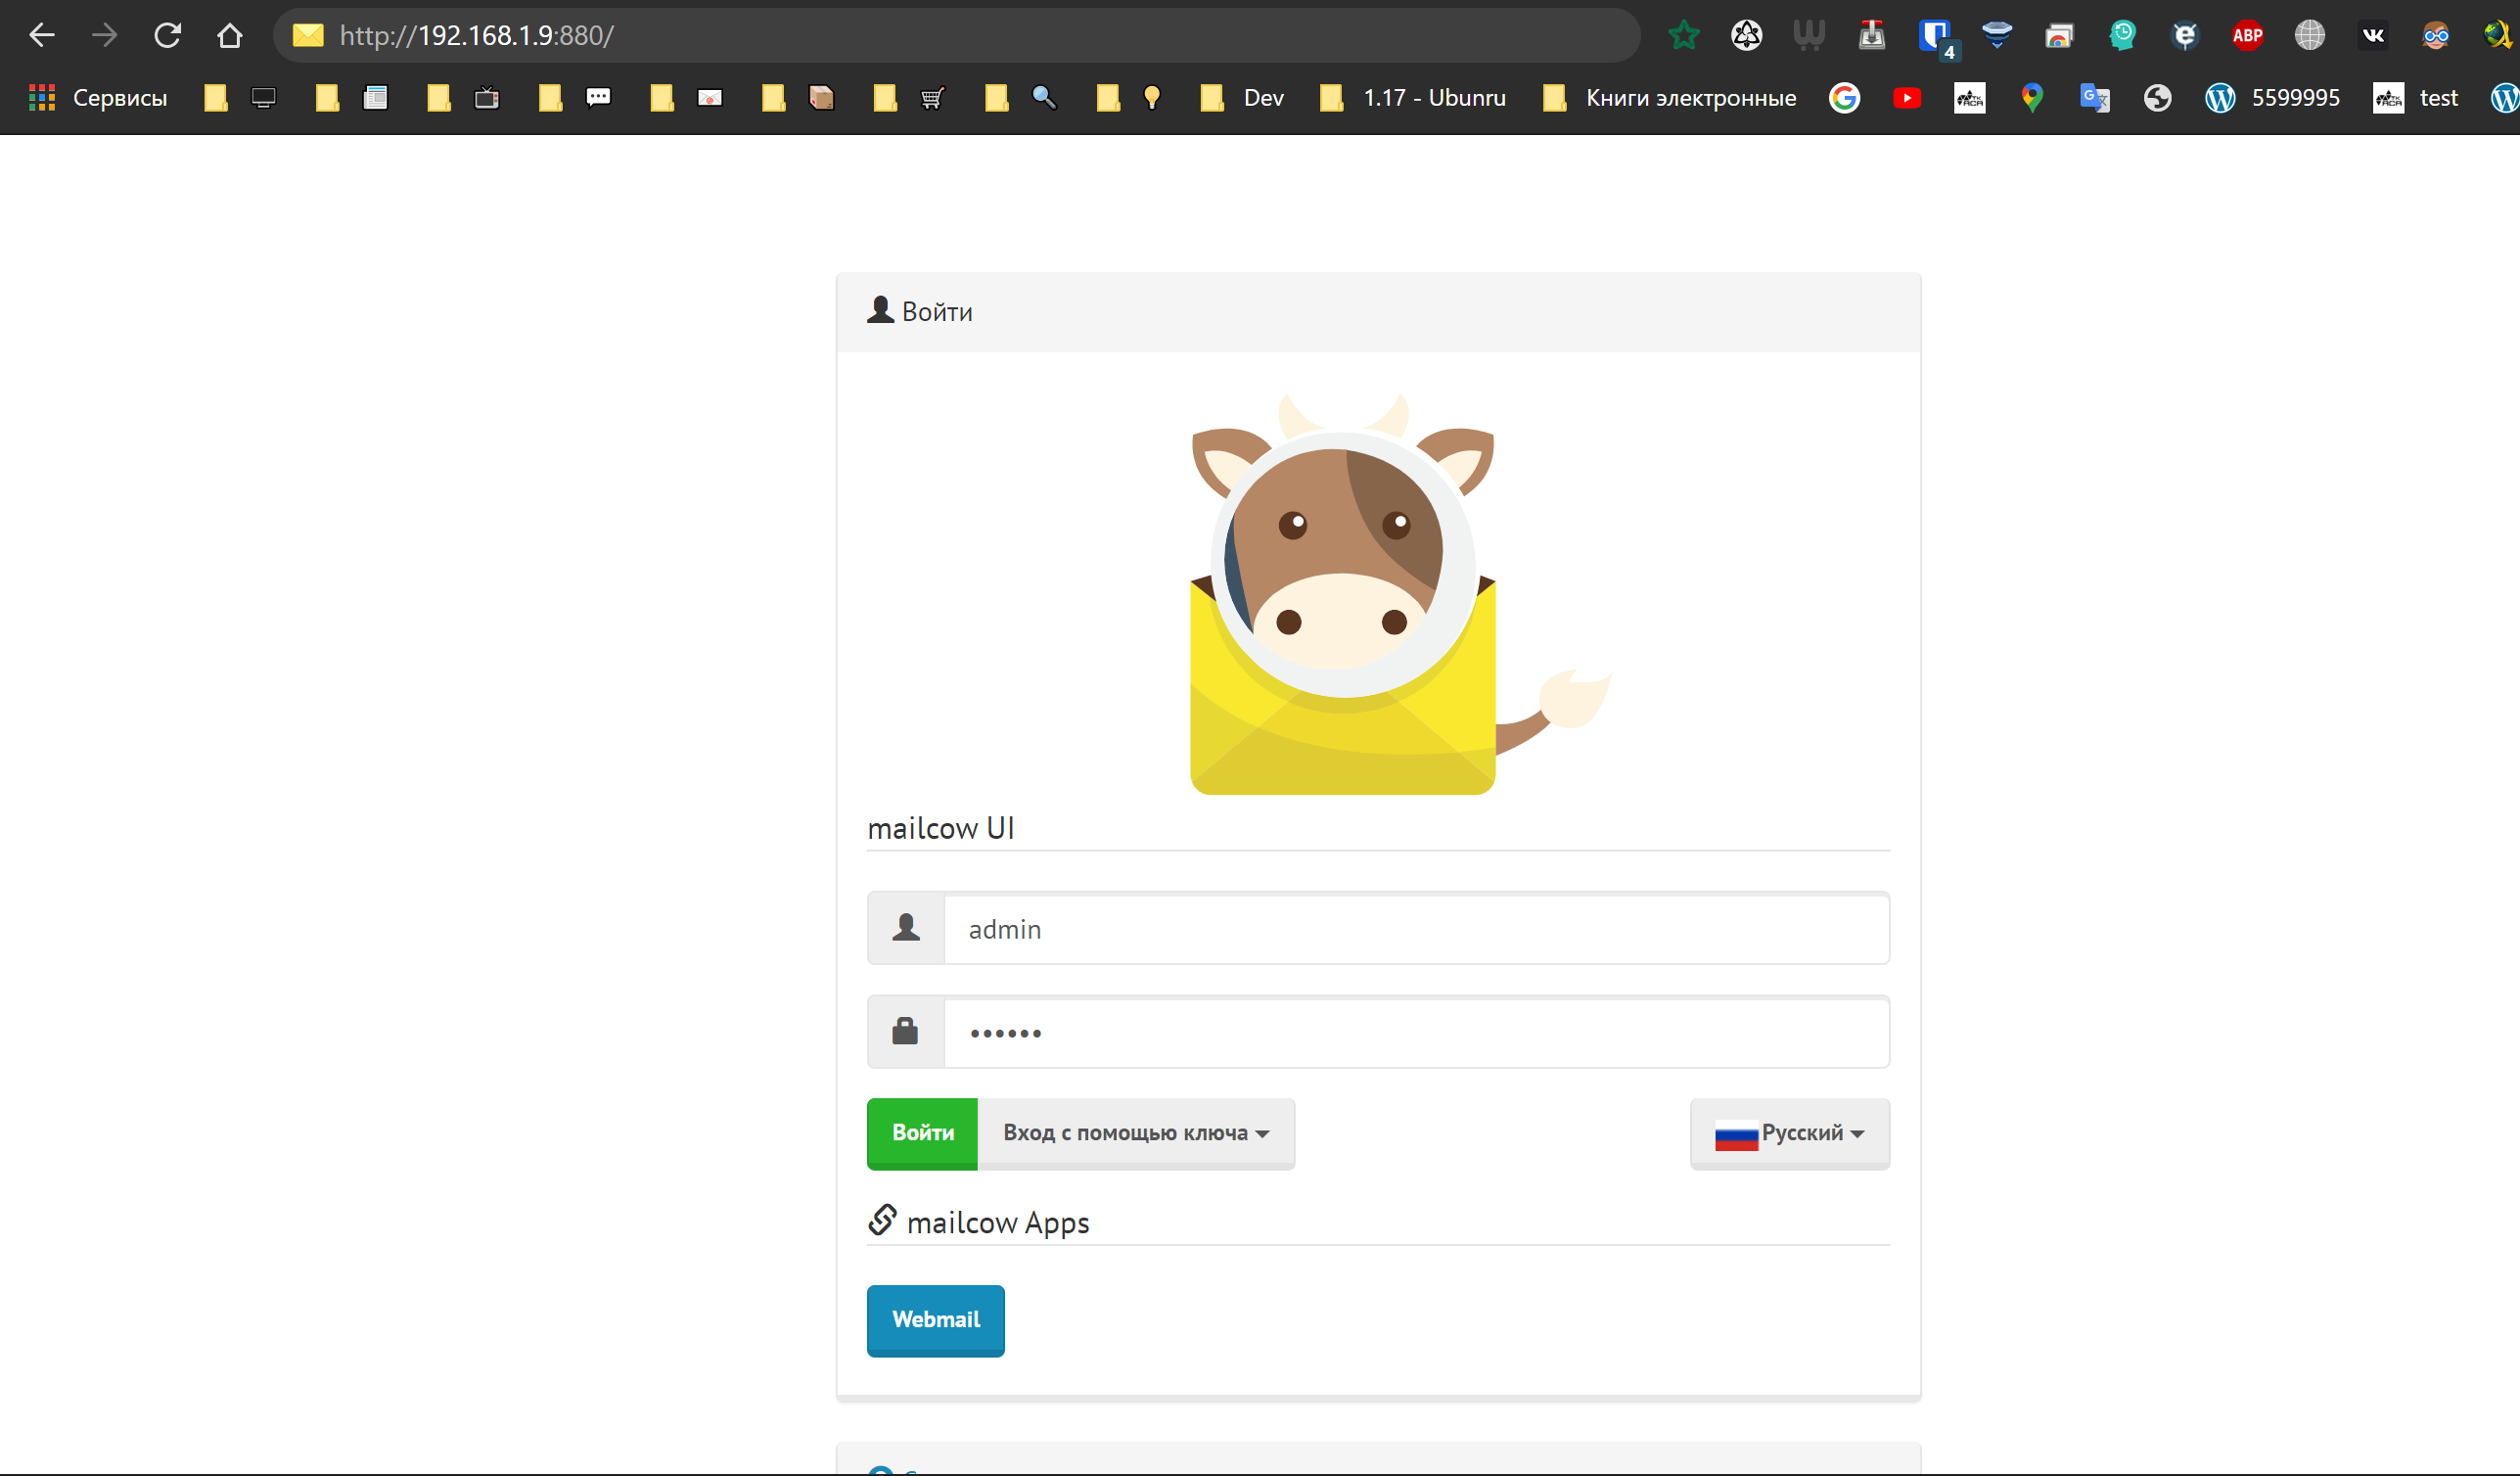 http://192.168.1.9:880/
4
ABP
Сервисы
Dev
1.17 - Ubunru
Книги электронные
5599995
test
Войти
mailcow UI
admin
••••••
Войти
Вход с помощью ключа
Русский
mailcow Apps
Webmail